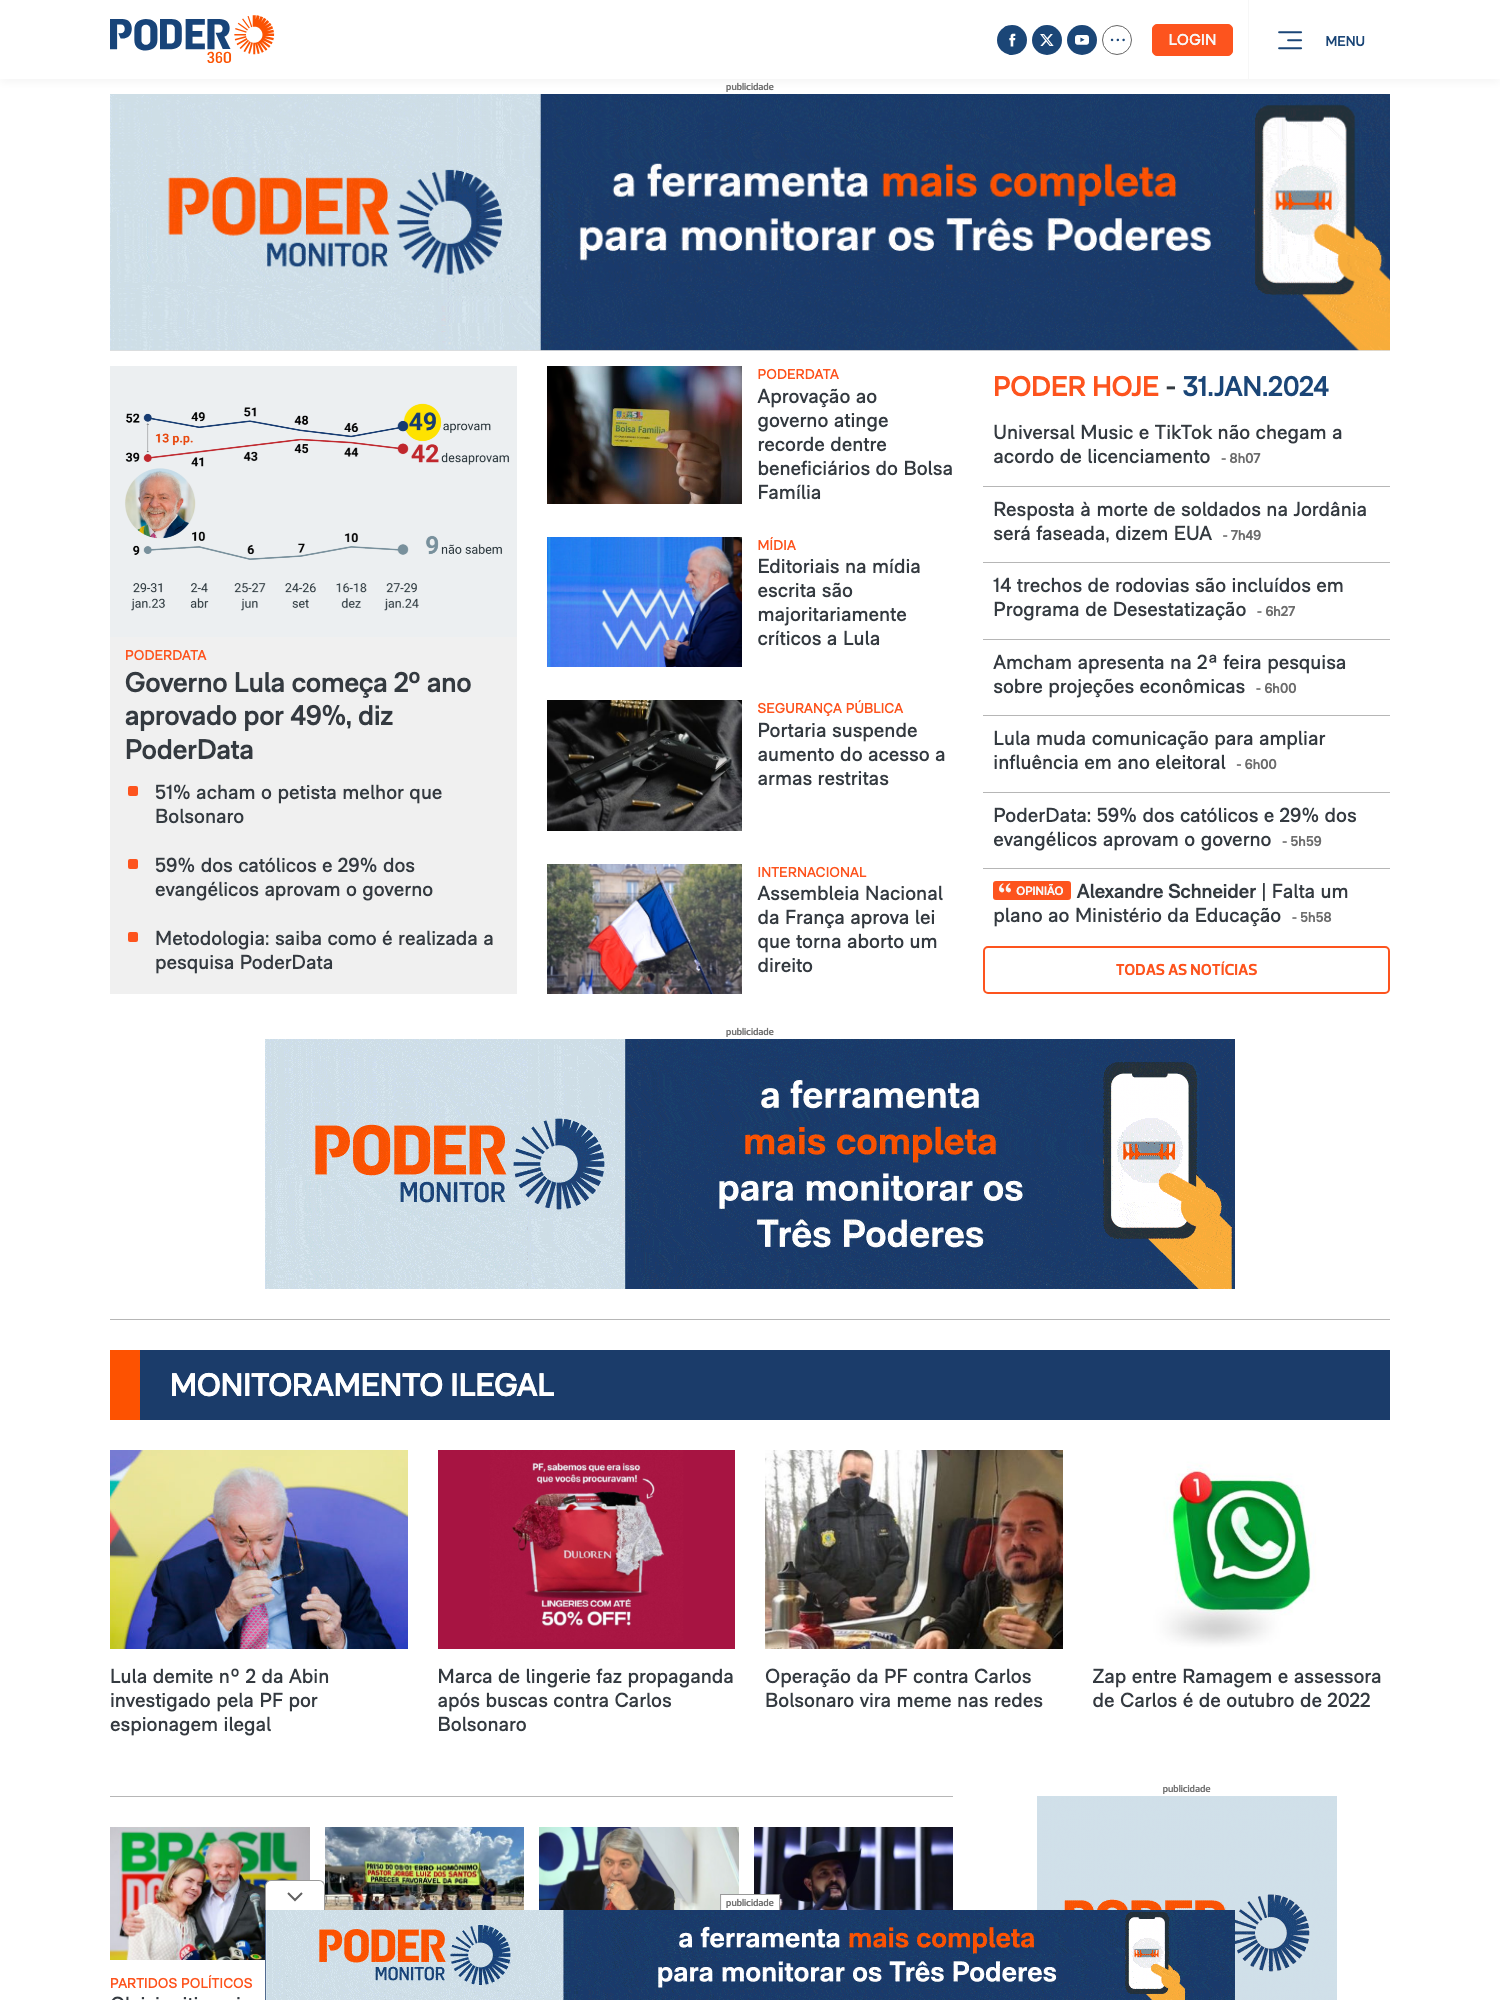 PODER
360
LOGIN
MENU
publicidade
PODER
MONITOR
a ferramenta mais completa
para monitorar os Três Poderes
52
49
51
48
46
49 aprovam
13 p.p.
39
41
43
45
44
42 desaprovam
9
10
6
7
10
9 não sabem
29-31
jan.23
2-4
abr
25-27
jun
24-26
set
16-18
dez
27-29
jan.24
PODERDATA
Governo Lula começa 2º ano
aprovado por 49%, diz
PoderData
51% acham o petista melhor que
Bolsonaro
59% dos católicos e 29% dos
evangélicos aprovam o governo
Metodologia: saiba como é realizada a
pesquisa PoderData
Bolsa Família
PODERDATA
Aprovação ao
governo atinge
recorde dentre
beneficiários do Bolsa
Família
MÍDIA
Editoriais na mídia
escrita são
majoritariamente
críticos a Lula
SEGURANÇA PÚBLICA
Portaria suspende
aumento do acesso a
armas restritas
INTERNACIONAL
Assembleia Nacional
da França aprova lei
que torna aborto um
direito
PODER HOJE - 31.JAN.2024
Universal Music e TikTok não chegam a
acordo de licenciamento - 8h07
Resposta à morte de soldados na Jordânia
será faseada, dizem EUA - 7h49
14 trechos de rodovias são incluídos em
Programa de Desestatização - 6h27
Amcham apresenta na 2ª feira pesquisa
sobre projeções econômicas - 6h00
Lula muda comunicação para ampliar
influência em ano eleitoral - 6h00
PoderData: 59% dos católicos e 29% dos
evangélicos aprovam o governo - 5h59
OPINIÃO Alexandre Schneider | Falta um
plano ao Ministério da Educação - 5h58
TODAS AS NOTÍCIAS
publicidade
PODER
MONITOR
a ferramenta
mais completa
para monitorar os
Três Poderes
MONITORAMENTO ILEGAL
PF, sabemos que era isso
que vocês procuravam!
DULOREN
LINGERIES COM ATÉ
50% OFF!
1
Lula demite nº 2 da Abin
investigado pela PF por
espionagem ilegal
Marca de lingerie faz propaganda
após buscas contra Carlos
Bolsonaro
Operação da PF contra Carlos
Bolsonaro vira meme nas redes
Zap entre Ramagem e assessora
de Carlos é de outubro de 2022
publicidade
BRASIL
PRESO DO 08/01 ERRO HOMÔNIMO
PASTOR JORGE LUIZ DOS SANTOS
PARECER FAVORÁVEL DA PGR
PODER
publicidade
PODER
MONITOR
a ferramenta mais completa
para monitorar os Três Poderes
PARTIDOS POLÍTICOS